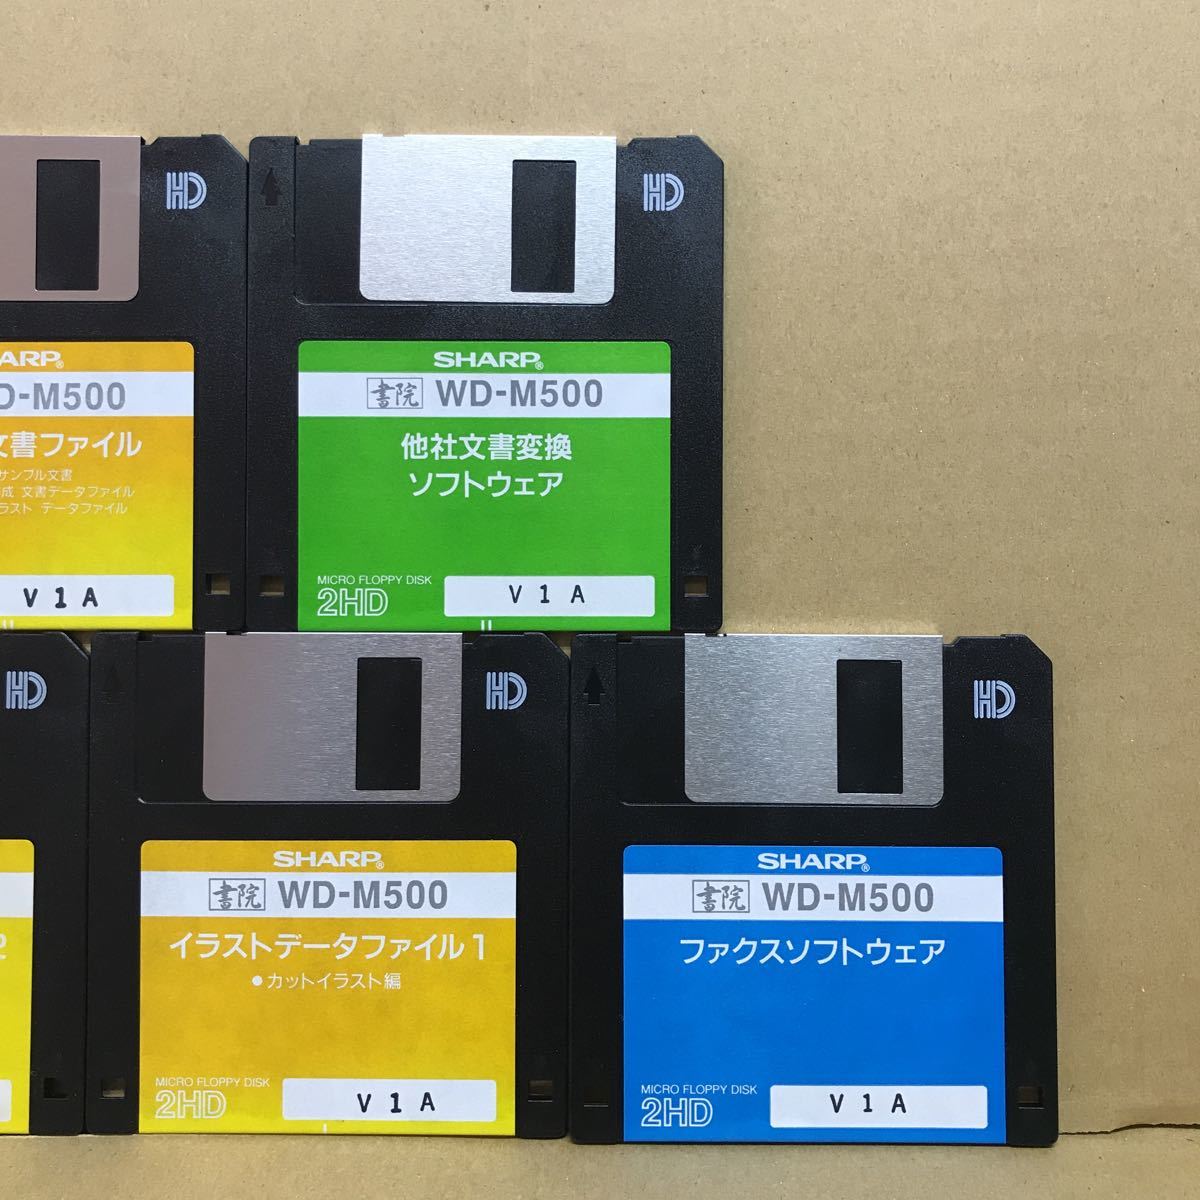 HD
ARP®
D-M500
文書ファイル
サンプル文書
成 文書データファイル
ラスト データファイル
V 1 A
HD
SHARP®
書院 WD-M500
他社文書変換
ソフトウェア
MICRO FLOPPY DISK
2HD
V 1 A
HD
HD
SHARP®
書院 WD-M500
イラストデータファイル1
●カットイラスト編
MICRO FLOPPY DISK
2HD
V 1 A
HD
SHARP®
書院 WD-M500
ファクスソフトウェア
MICRO FLOPPY DISK
2HD
V 1 A